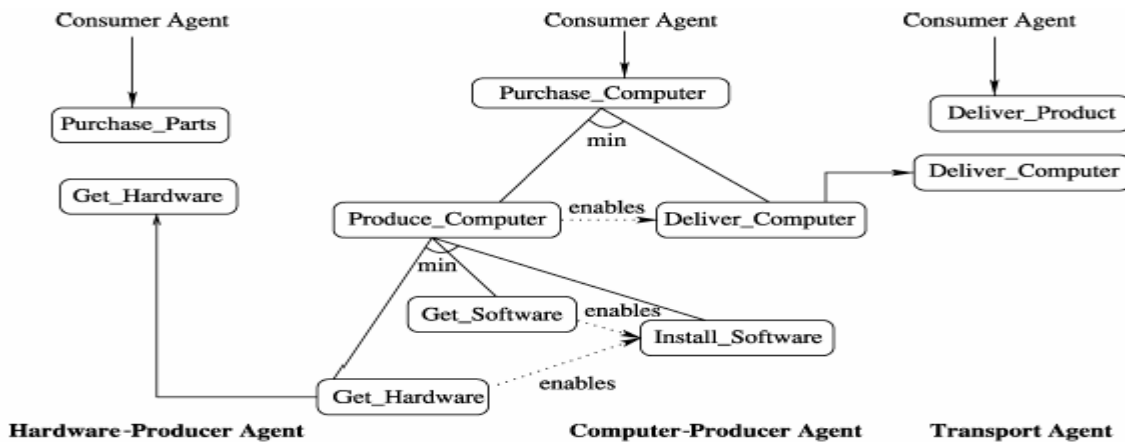 Consumer Agent
Consumer Agent
Consumer Agent
Purchase_Computer
Purchase_Parts
Deliver_Product
min
Deliver_Computer
Get_Hardware
Produce_Computer
enables
Deliver_Computer
min
Get_Software
enables
Install_Software
Get_Hardware
enables
Hardware-Producer Agent
Computer-Producer Agent
Transport Agent